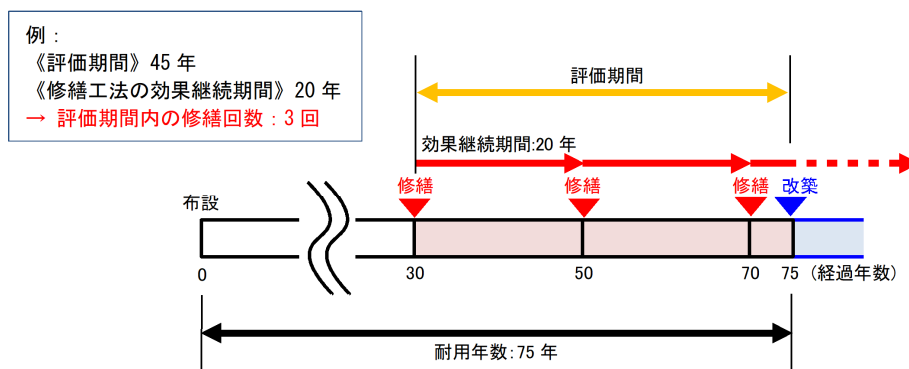 例：
《評価期間》45 年
《修繕工法の効果継続期間》20 年
→ 評価期間内の修繕回数：3 回
評価期間
効果継続期間:20 年
修繕
修繕
修繕
改築
布設
0
30
50
70
75
(経過年数)
耐用年数:75 年